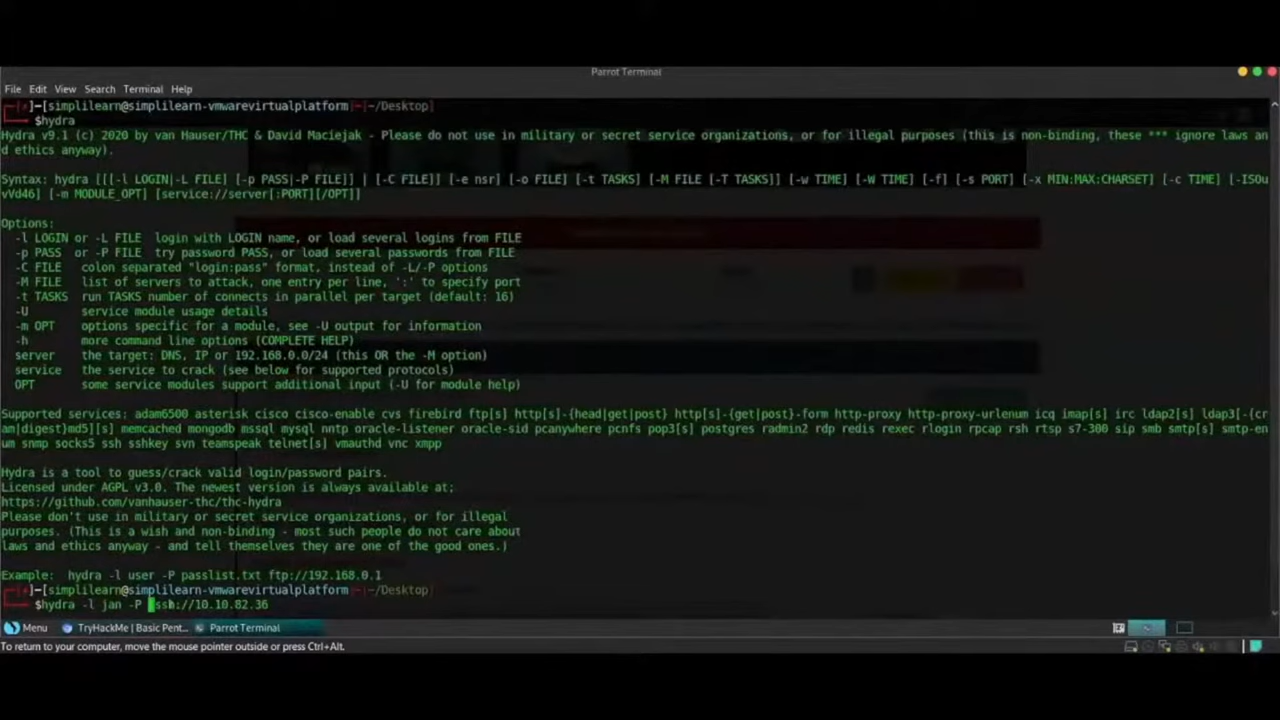 Parrot Terminal
File Edit View Search Terminal Help
[x]─[simplilearn@simplilearn-vmwarevirtualplatform]─[~/Desktop]
$hydra
Hydra v9.1 (c) 2020 by van Hauser/THC & David Maciejak - Please do not use in military or secret service organizations, or for illegal purposes (this is non-binding, these *** ignore laws an
d ethics anyway).
Syntax: hydra [[[-l LOGIN|-L FILE] [-p PASS|-P FILE]] | [-C FILE]] [-e nsr] [-o FILE] [-t TASKS] [-M FILE [-T TASKS]] [-w TIME] [-W TIME] [-f] [-s PORT] [-x MIN:MAX:CHARSET] [-c TIME] [-ISOu
vVd46] [-m MODULE_OPT] [service://server[:PORT][/OPT]]
Options:
-l LOGIN or -L FILE login with LOGIN name, or load several logins from FILE
-p PASS or -P FILE try password PASS, or load several passwords from FILE
-C FILE colon separated "login:pass" format, instead of -L/-P options
-M FILE list of servers to attack, one entry per line, ':' to specify port
-t TASKS run TASKS number of connects in parallel per target (default: 16)
-U service module usage details
-m OPT options specific for a module, see -U output for information
-h more command line options (COMPLETE HELP)
server the target: DNS, IP or 192.168.0.0/24 (this OR the -M option)
service the service to crack (see below for supported protocols)
OPT some service modules support additional input (-U for module help)
Supported services: adam6500 asterisk cisco cisco-enable cvs firebird ftp[s] http[s]-{head|get|post} http[s]-{get|post}-form http-proxy http-proxy-urlenum icq imap[s] irc ldap2[s] ldap3[-{cr
am|digest}md5][s] memcached mongodb mssql mysql nntp oracle-listener oracle-sid pcanywhere pcnfs pop3[s] postgres radmin2 rdp redis rexec rlogin rpcap rsh rtsp s7-300 sip smb smtp[s] smtp-en
um snmp socks5 ssh sshkey svn teamspeak telnet[s] vmauthd vnc xmpp
Hydra is a tool to guess/crack valid login/password pairs.
Licensed under AGPL v3.0. The newest version is always available at;
https://github.com/vanhauser-thc/thc-hydra
Please don't use in military or secret service organizations, or for illegal
purposes. (This is a wish and non-binding - most such people do not care about
laws and ethics anyway - and tell themselves they are one of the good ones.)
Example: hydra -l user -P passlist.txt ftp://192.168.0.1
[x]─[simplilearn@simplilearn-vmwarevirtualplatform]─[~/Desktop]
$hydra -l jan -P ssh://10.10.82.36
Menu TryHackMe | Basic Pent... Parrot Terminal
To return to your computer, move the mouse pointer outside or press Ctrl+Alt.